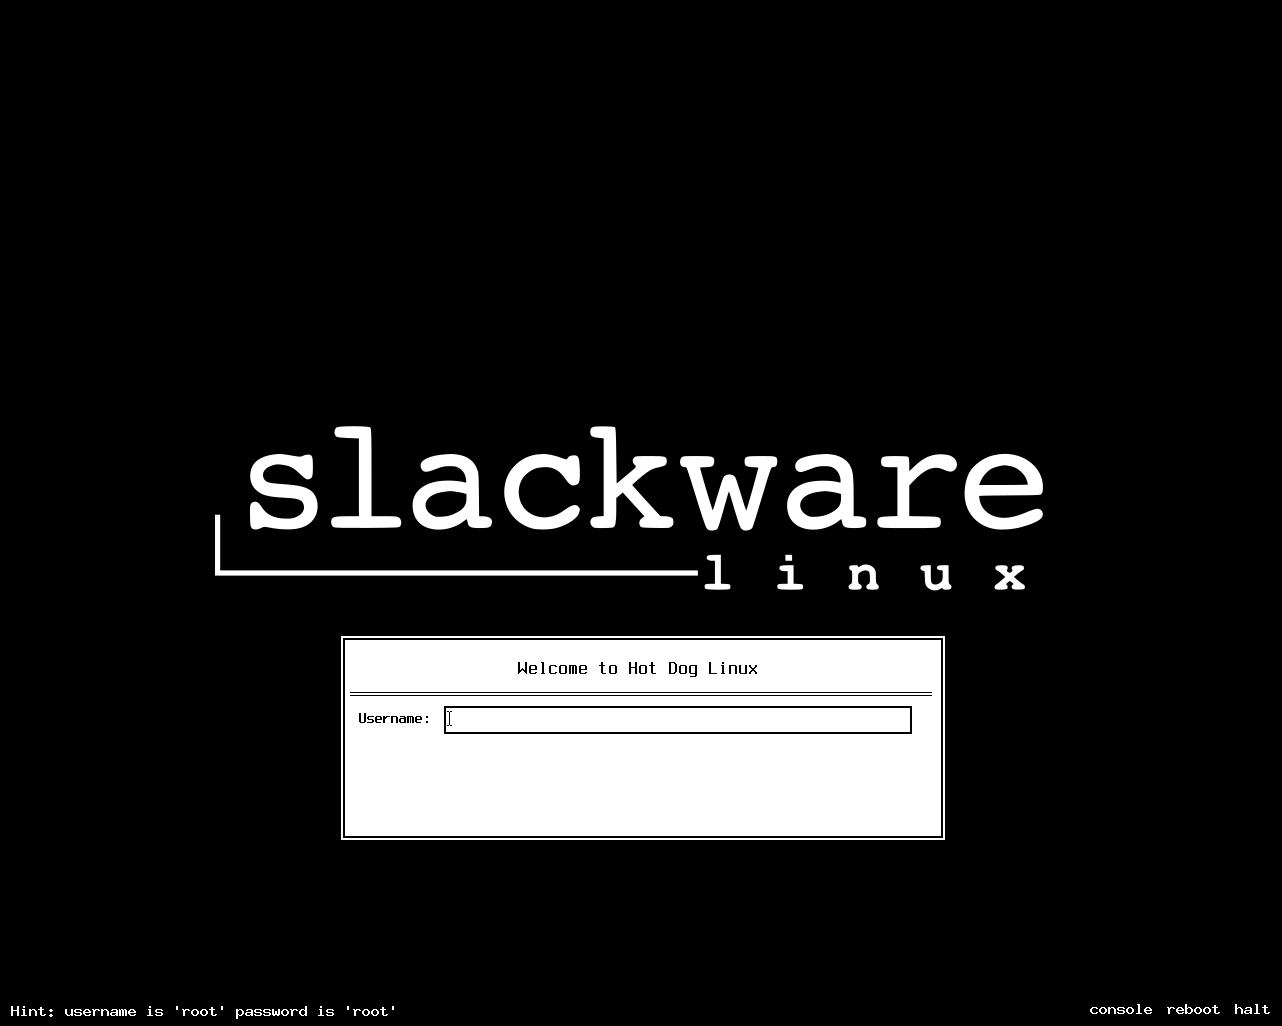 slackware
linux
Welcome to Hot Dog Linux
Username:
Hint: username is 'root' password is 'root'
console reboot halt